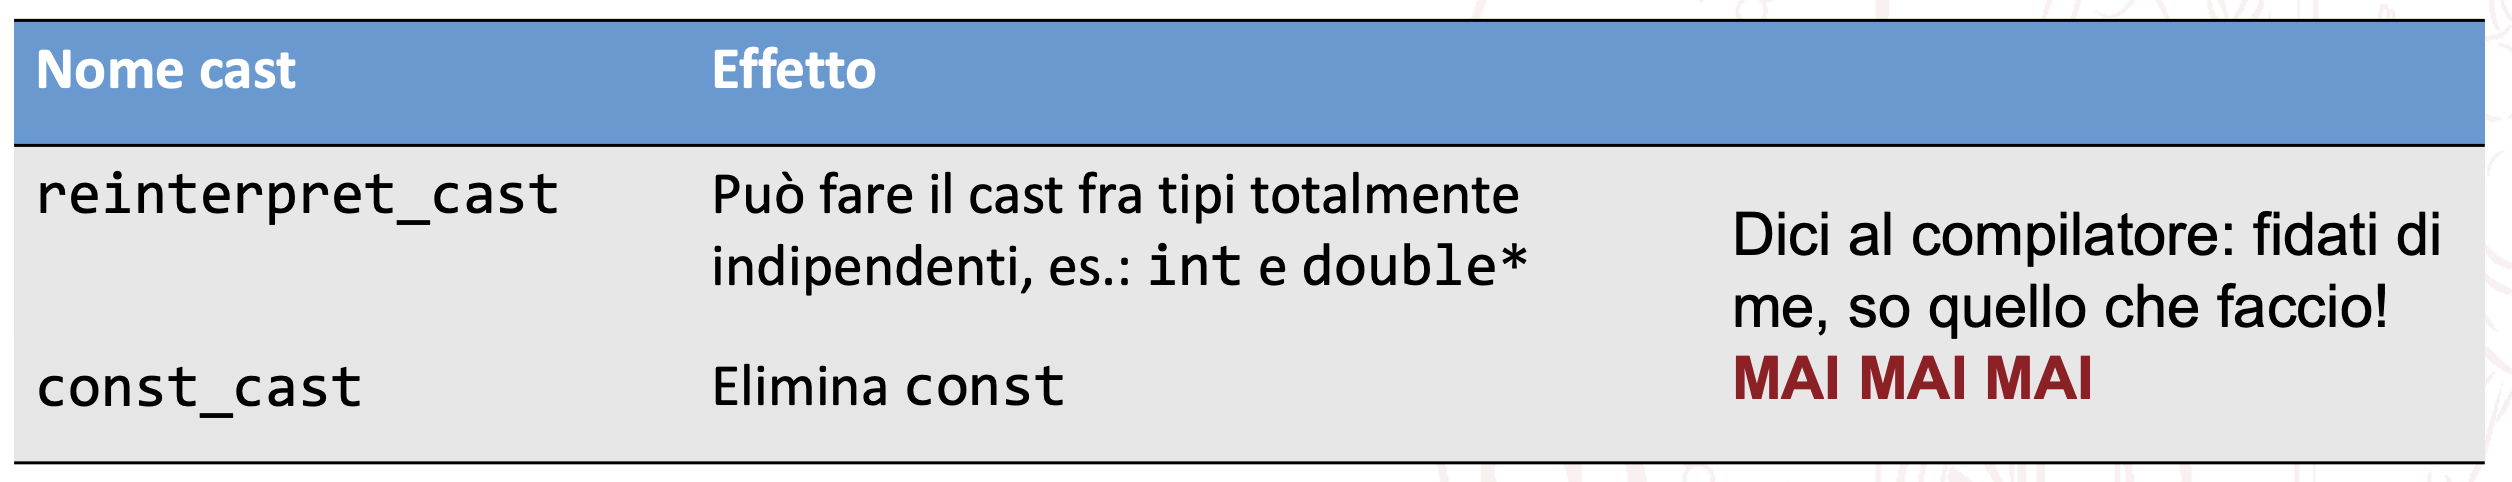 Nome cast Effetto
reinterpret_cast Può fare il cast fra tipi totalmente
indipendenti, es.: int e double*
const_cast Elimina const
Dici al compilatore: fidati di
me, so quello che faccio!
MAI MAI MAI